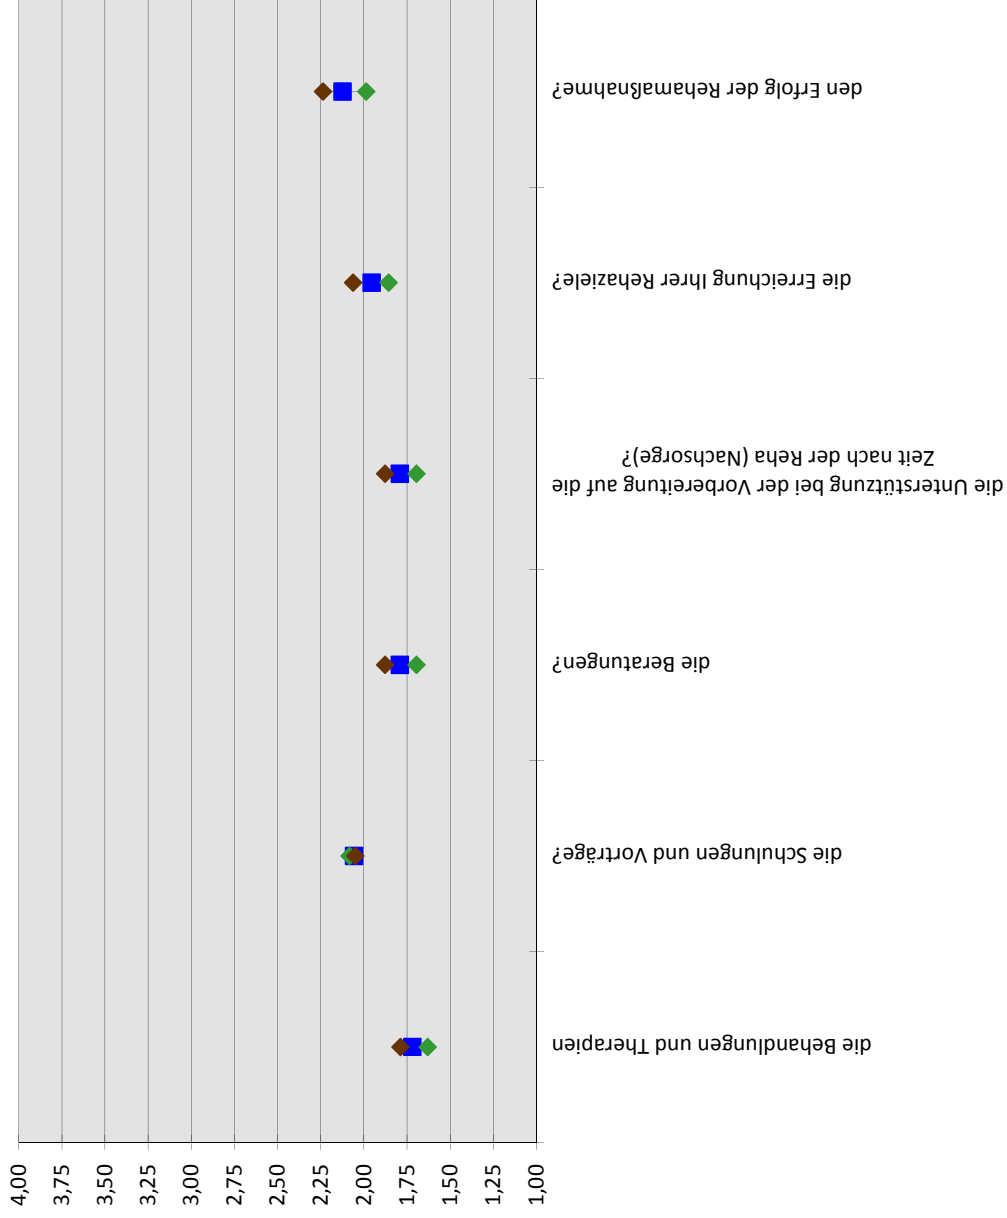 den Erfolg der Rehamaßnahme?
die Erreichung Ihrer Rehaziele?
die Unterstützung bei der Vorbereitung auf die
Zeit nach der Reha (Nachsorge)?
die Beratungen?
die Schulungen und Vorträge?
die Behandlungen und Therapien
4,00
3,75
3,50
3,25
3,00
2,75
2,50
2,25
2,00
1,75
1,50
1,25
1,00